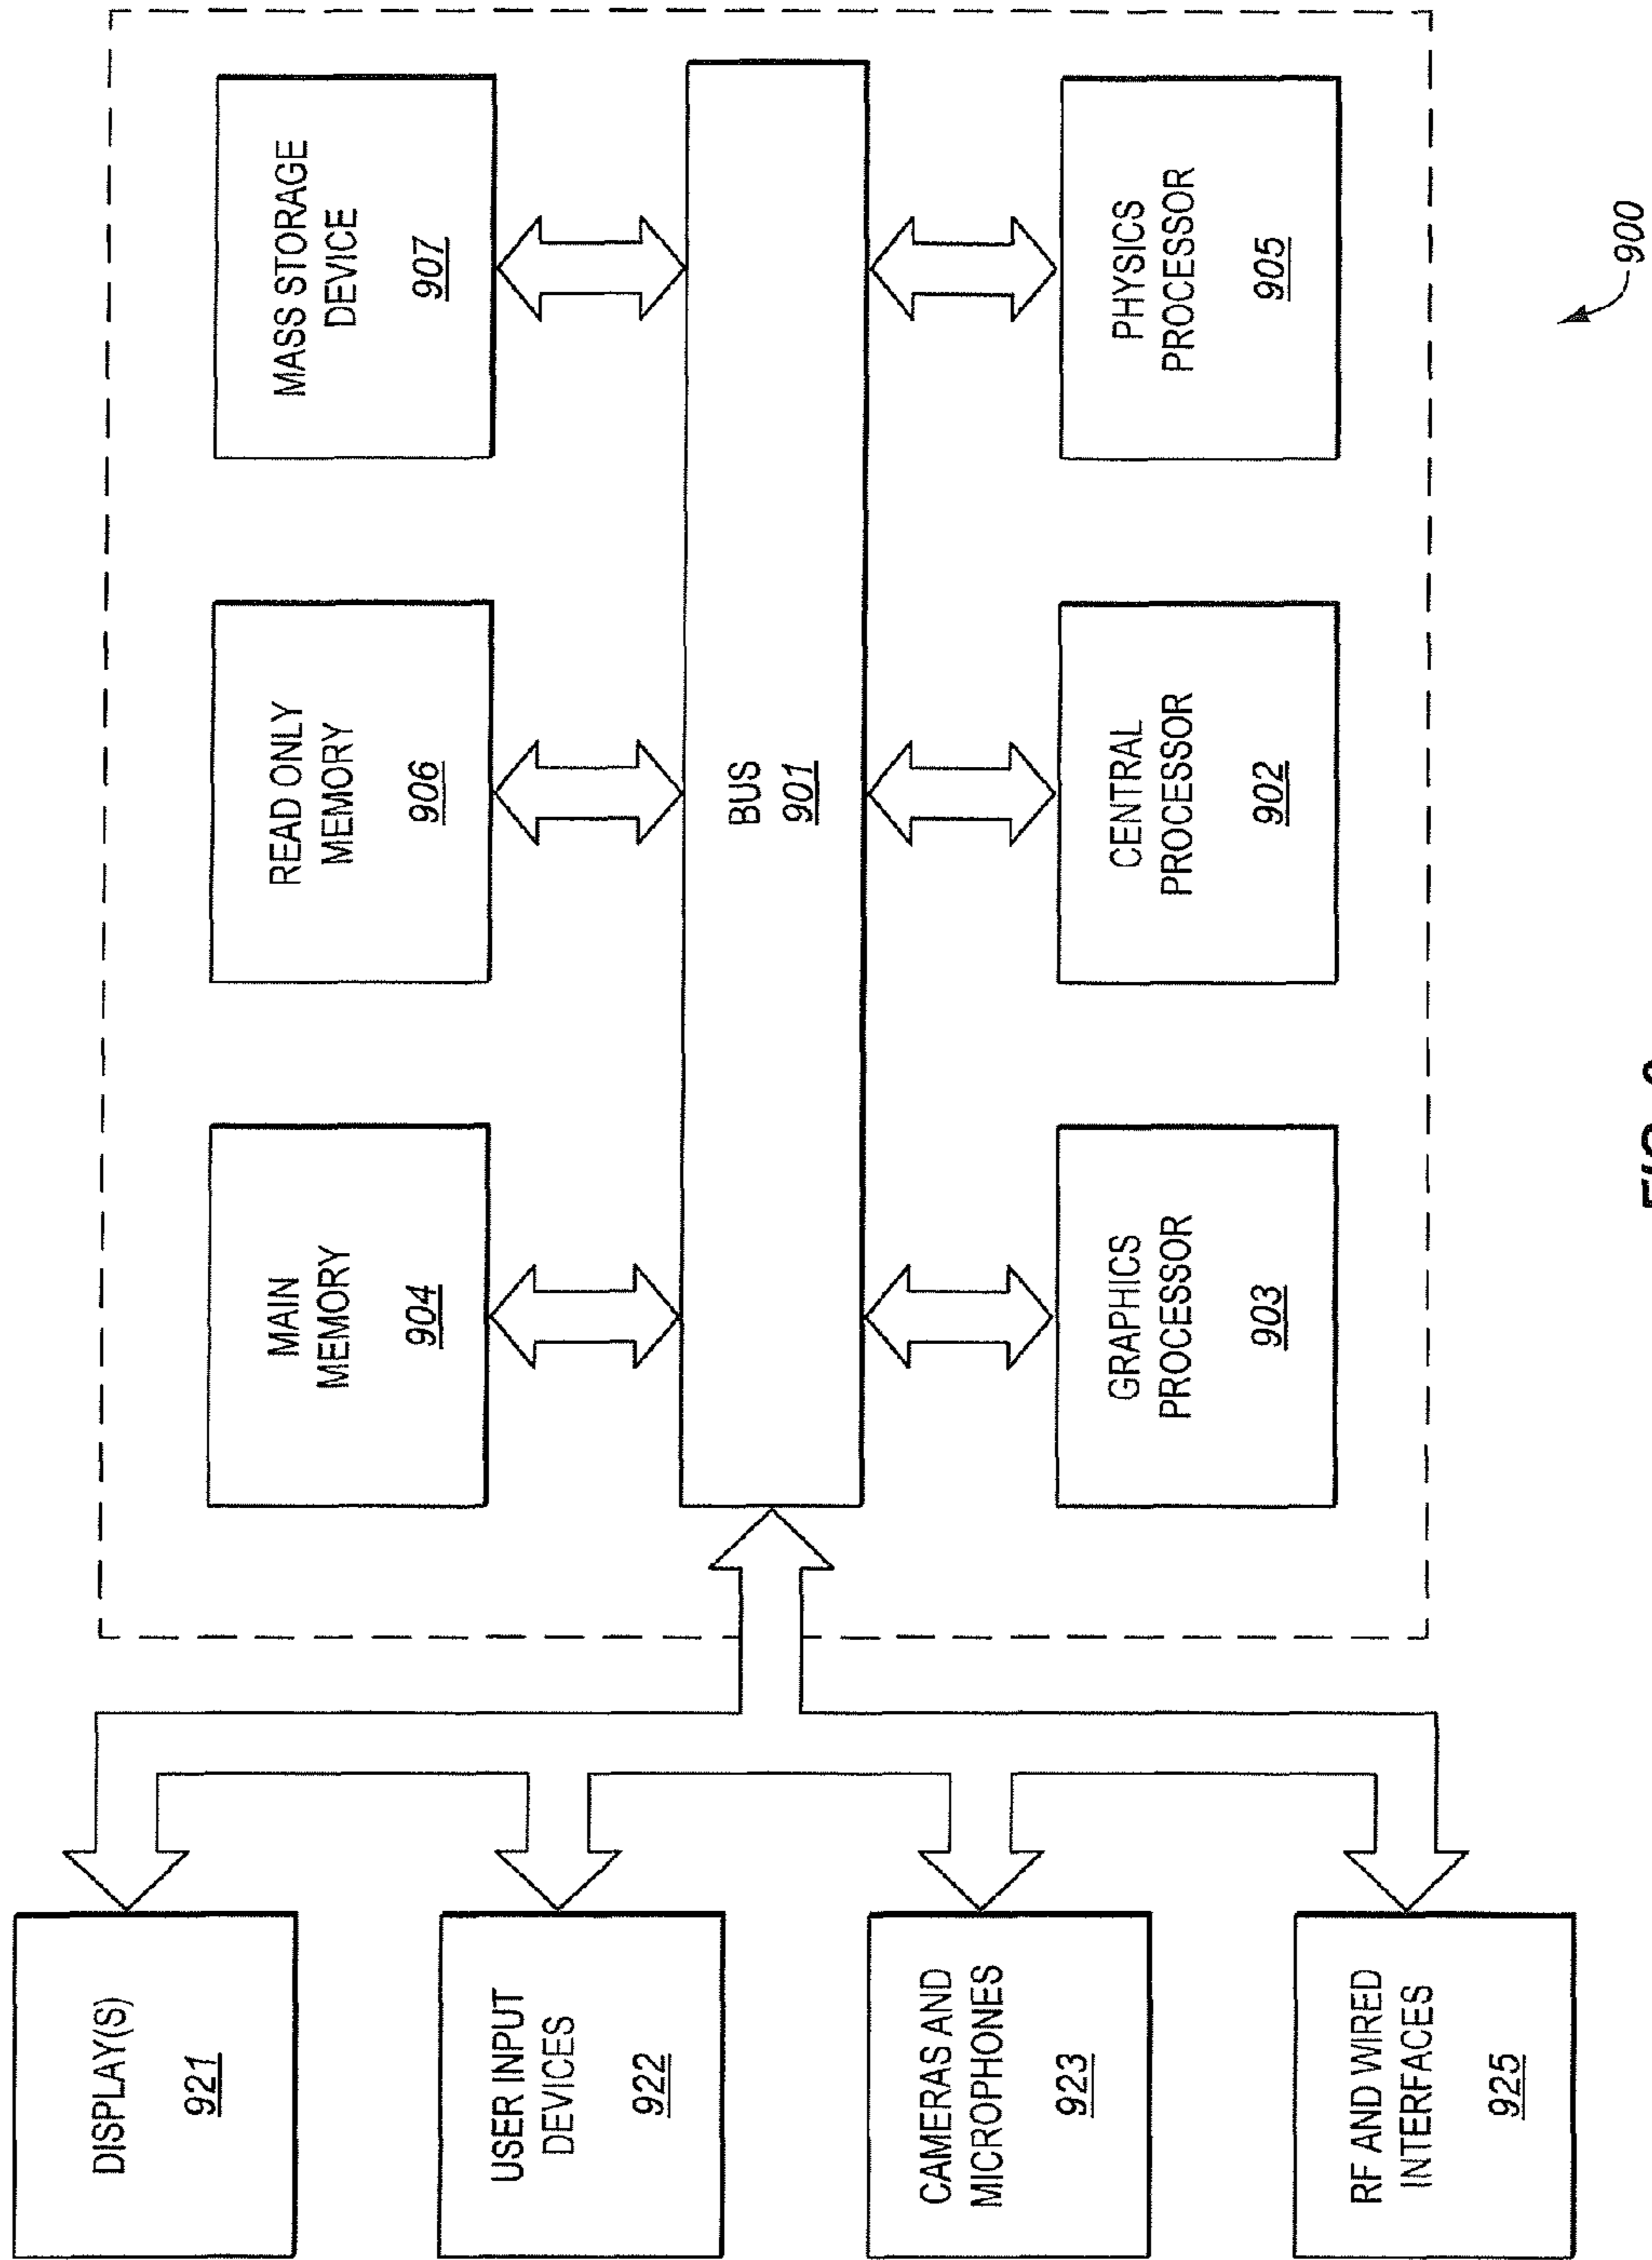 DISPLAY(S)
921
USER INPUT
DEVICES
922
CAMERAS AND
MICROPHONES
923
RF AND WIRED
INTERFACES
925
MAIN
MEMORY
904
READ ONLY
MEMORY
906
MASS STORAGE
DEVICE
907
BUS
901
GRAPHICS
PROCESSOR
903
CENTRAL
PROCESSOR
902
PHYSICS
PROCESSOR
905
900
FIG.